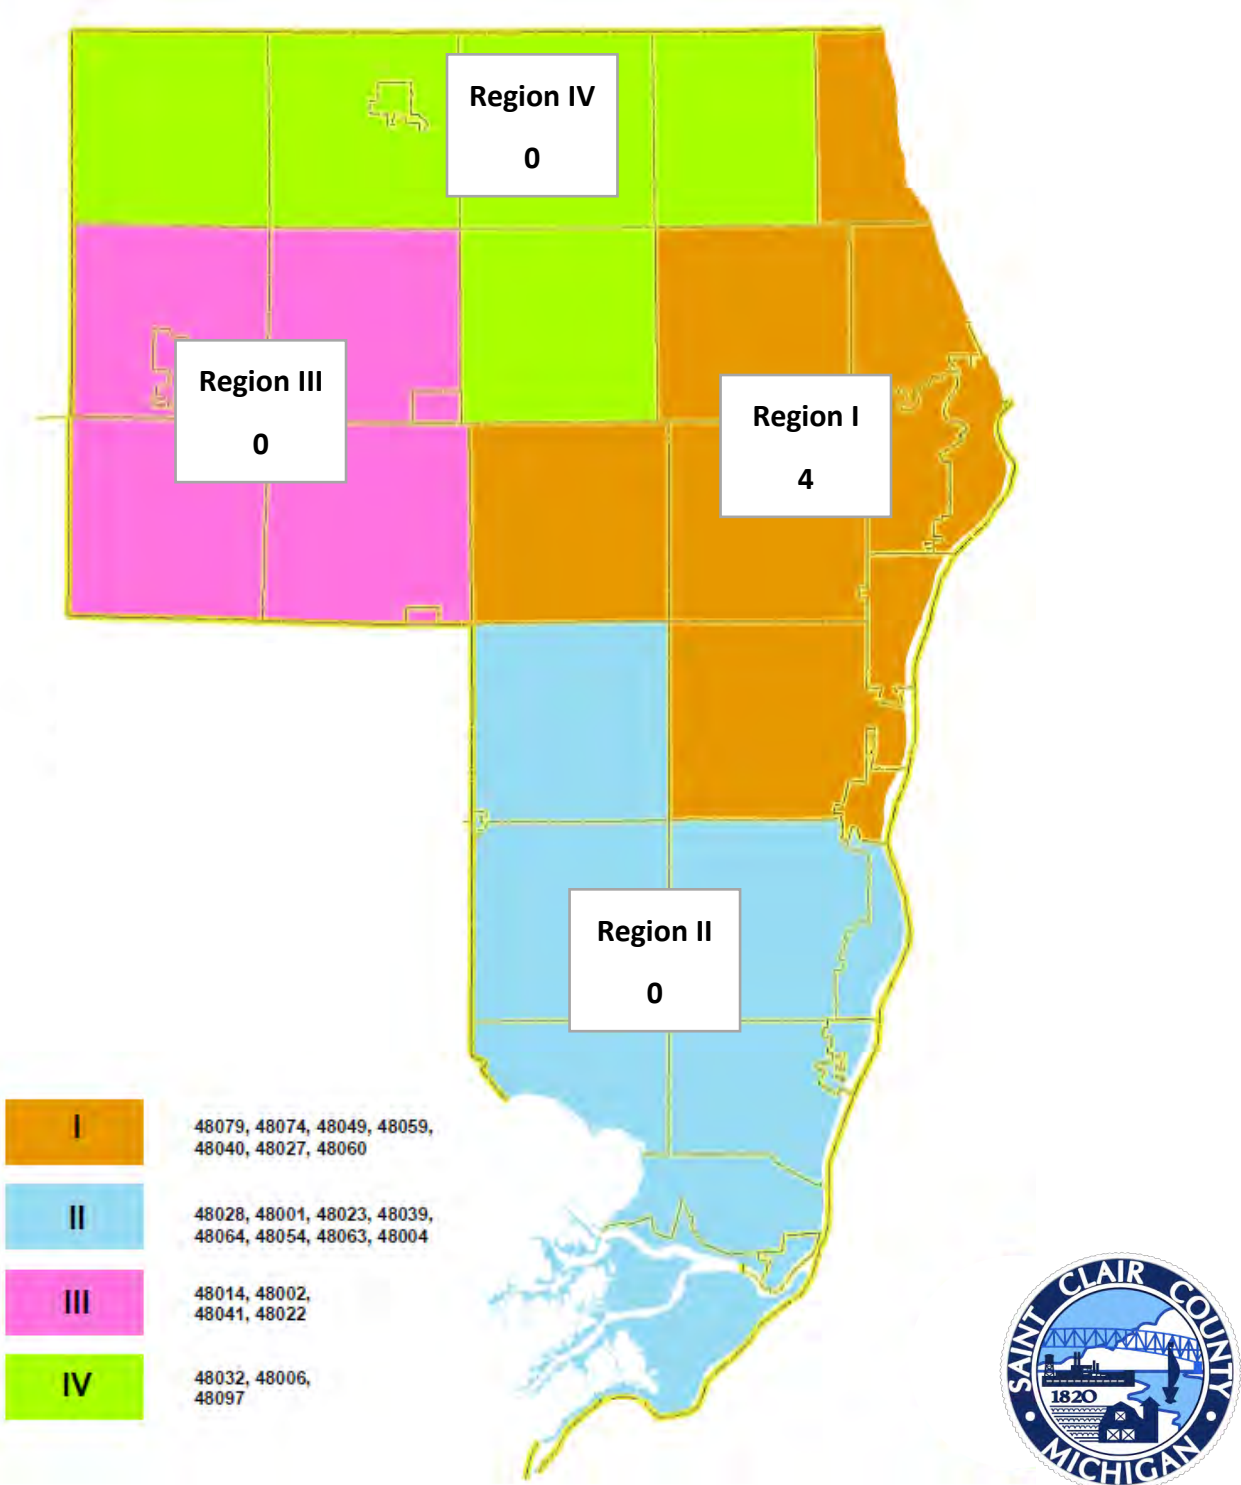 Region IV
0
Region III
0
Region I
4
Region II
0
I
48079, 48074, 48049, 48059,
48040, 48027, 48060
II
48028, 48001, 48023, 48039,
48064, 48054, 48063, 48004
III
48014, 48002,
48041, 48022
IV
48032, 48006,
48097
SAINT CLAIR COUNTY
1820
MICHIGAN